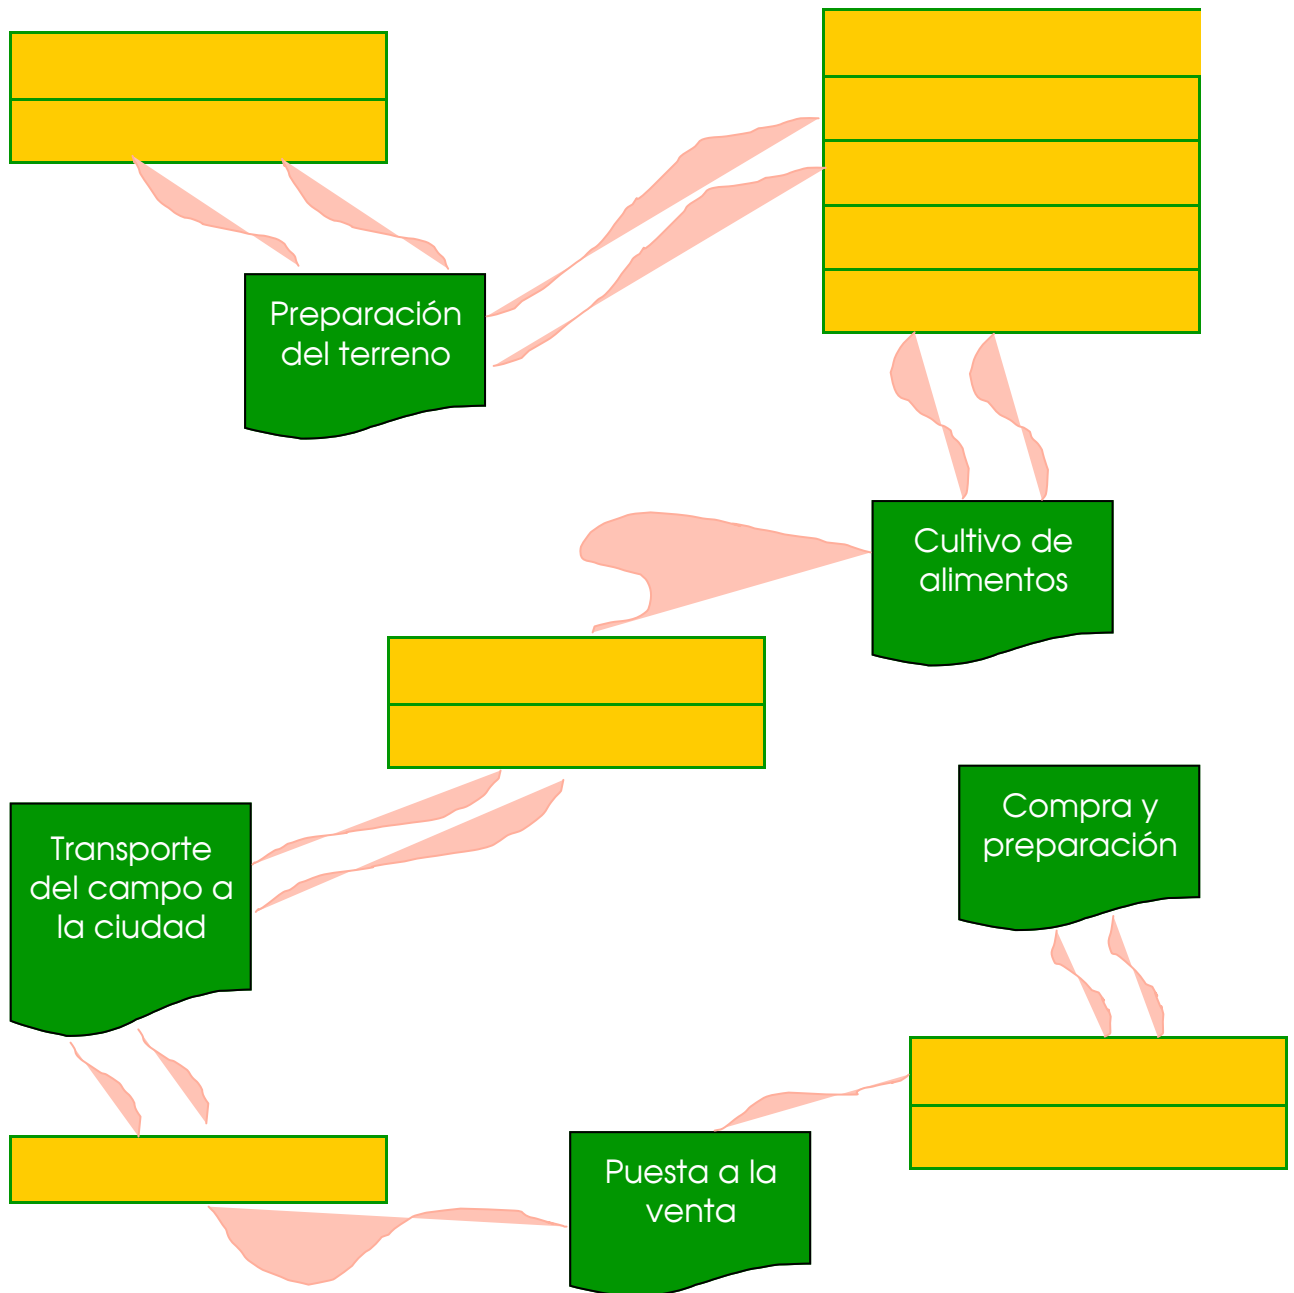 Preparación
del terreno
Cultivo de
alimentos
Compra y
preparación
Transporte
del campo a
la ciudad
Puesta a la
venta